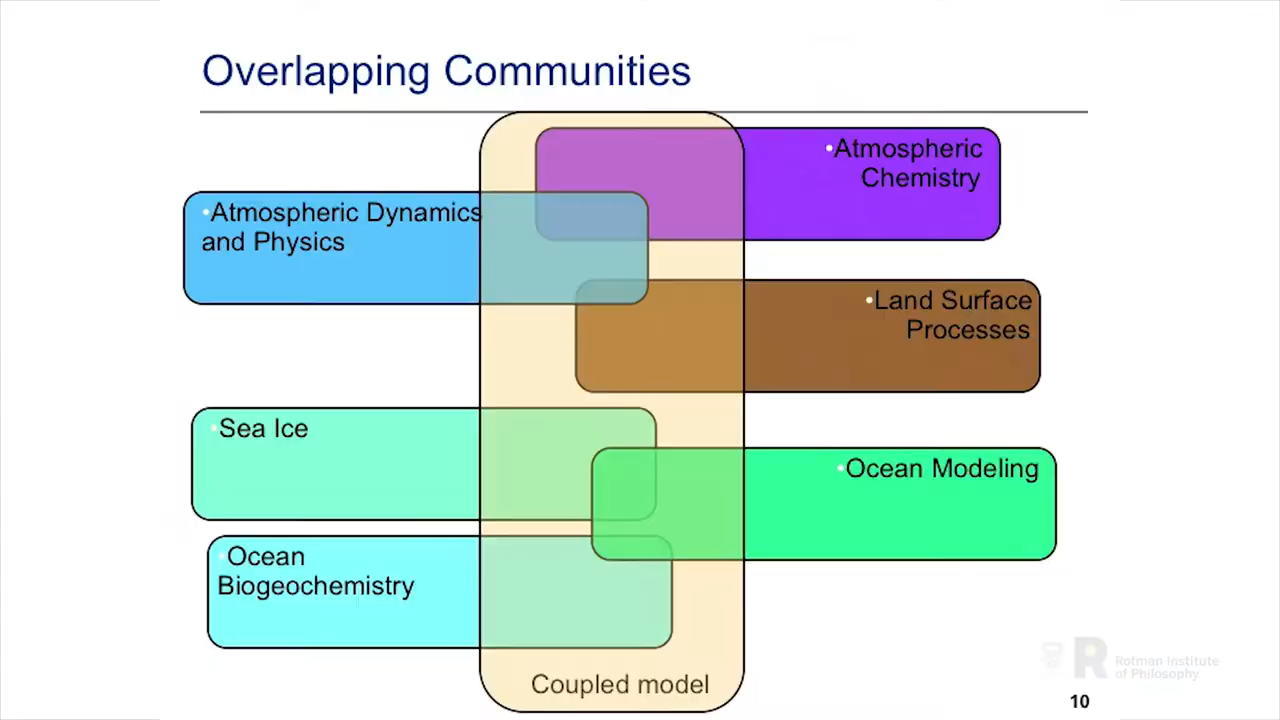 Overlapping Communities
•Atmospheric
Chemistry
•Atmospheric Dynamics
and Physics
•Land Surface
Processes
•Sea Ice
•Ocean Modeling
•Ocean
Biogeochemistry
Coupled model
R Rotman Institute
of Philosophy
10